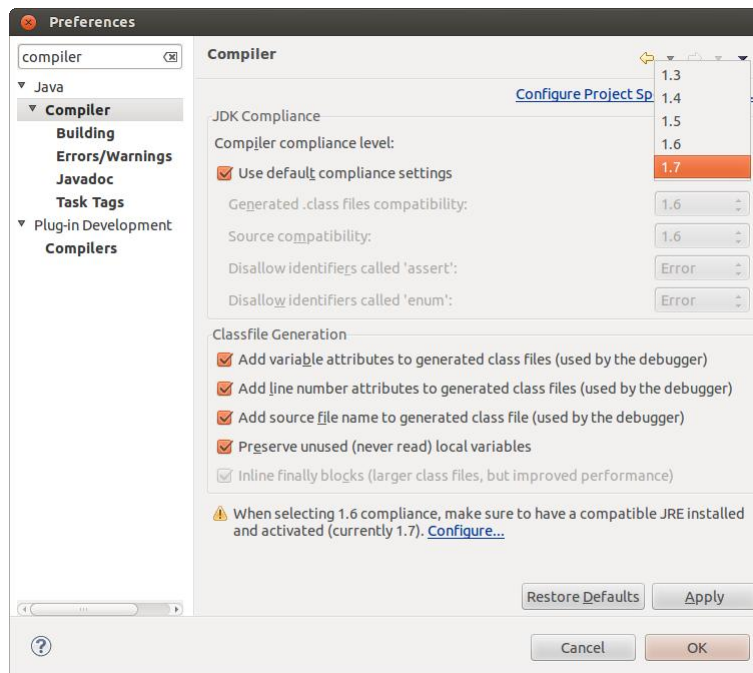 Preferences
compiler
Java
Compiler
Building
Errors/Warnings
Javadoc
Task Tags
Plug-in Development
Compilers
Compiler
Configure Project Sp
JDK Compliance
Compiler compliance level:
1.3
1.4
1.5
1.6
1.7
Use default compliance settings
Generated .class files compatibility: 1.6
Source compatibility: 1.6
Disallow identifiers called 'assert': Error
Disallow identifiers called 'enum': Error
Classfile Generation
Add variable attributes to generated class files (used by the debugger)
Add line number attributes to generated class files (used by the debugger)
Add source file name to generated class file (used by the debugger)
Preserve unused (never read) local variables
Inline finally blocks (larger class files, but improved performance)
When selecting 1.6 compliance, make sure to have a compatible JRE installed
and activated (currently 1.7). Configure...
Restore Defaults Apply
Cancel OK